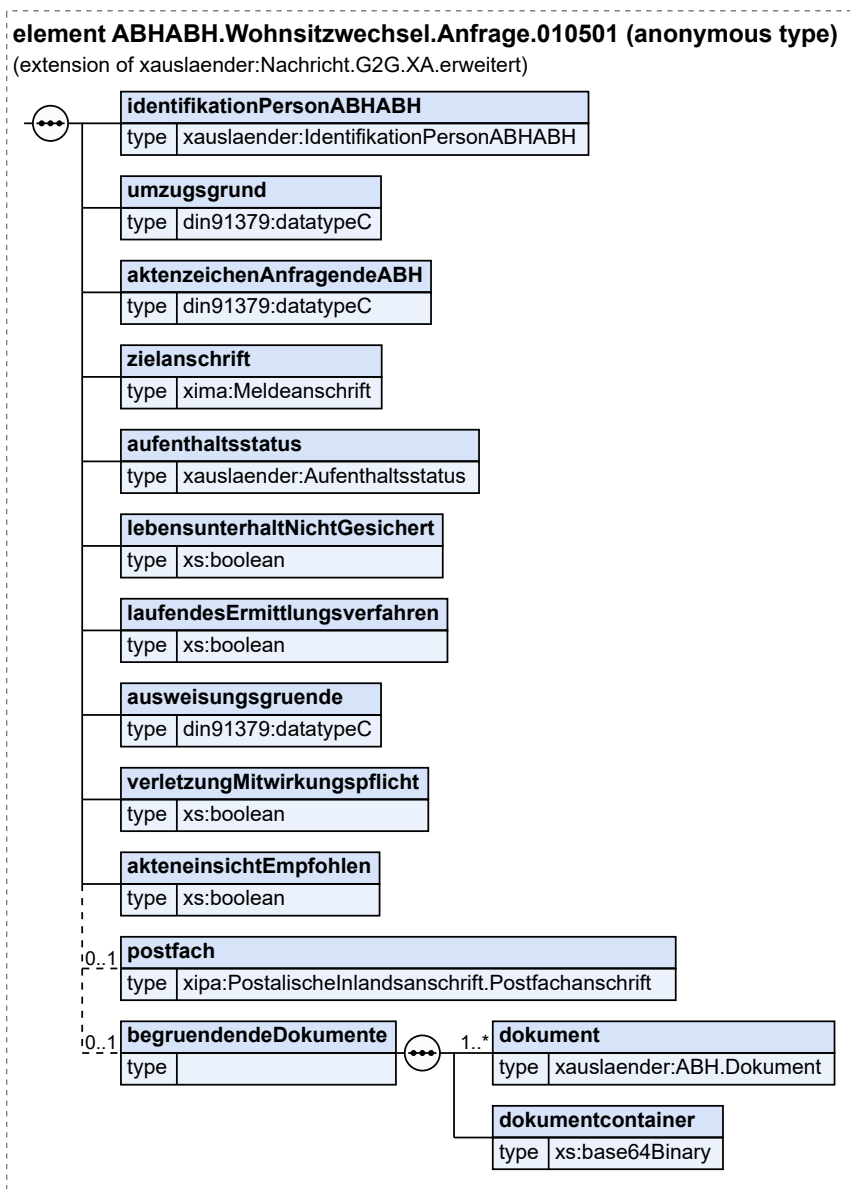 element ABHABH.Wohnsitzwechsel.Anfrage.010501 (anonymous type)
(extension of xauslaender:Nachricht.G2G.XA.erweitert)
identifikationPersonABHABH
type xauslaender:IdentifikationPersonABHABH
umzugsgrund
type din91379:datatypeC
aktenzeichenAnfragendeABH
type din91379:datatypeC
zielanschrift
type xima:Meldeanschrift
aufenthaltsstatus
type xauslaender:Aufenthaltsstatus
lebensunterhaltNichtGesichert
type xs:boolean
laufendesErmittlungsverfahren
type xs:boolean
ausweisungsgruende
type din91379:datatypeC
verletzungMitwirkungspflicht
type xs:boolean
akteneinsichtEmpfohlen
type xs:boolean
0..1 postfach
type xipa:PostalischeInlandsanschrift.Postfachanschrift
0..1 begruendendeDokumente 1..* dokument
type type xauslaender:ABH.Dokument
dokumentcontainer
type xs:base64Binary